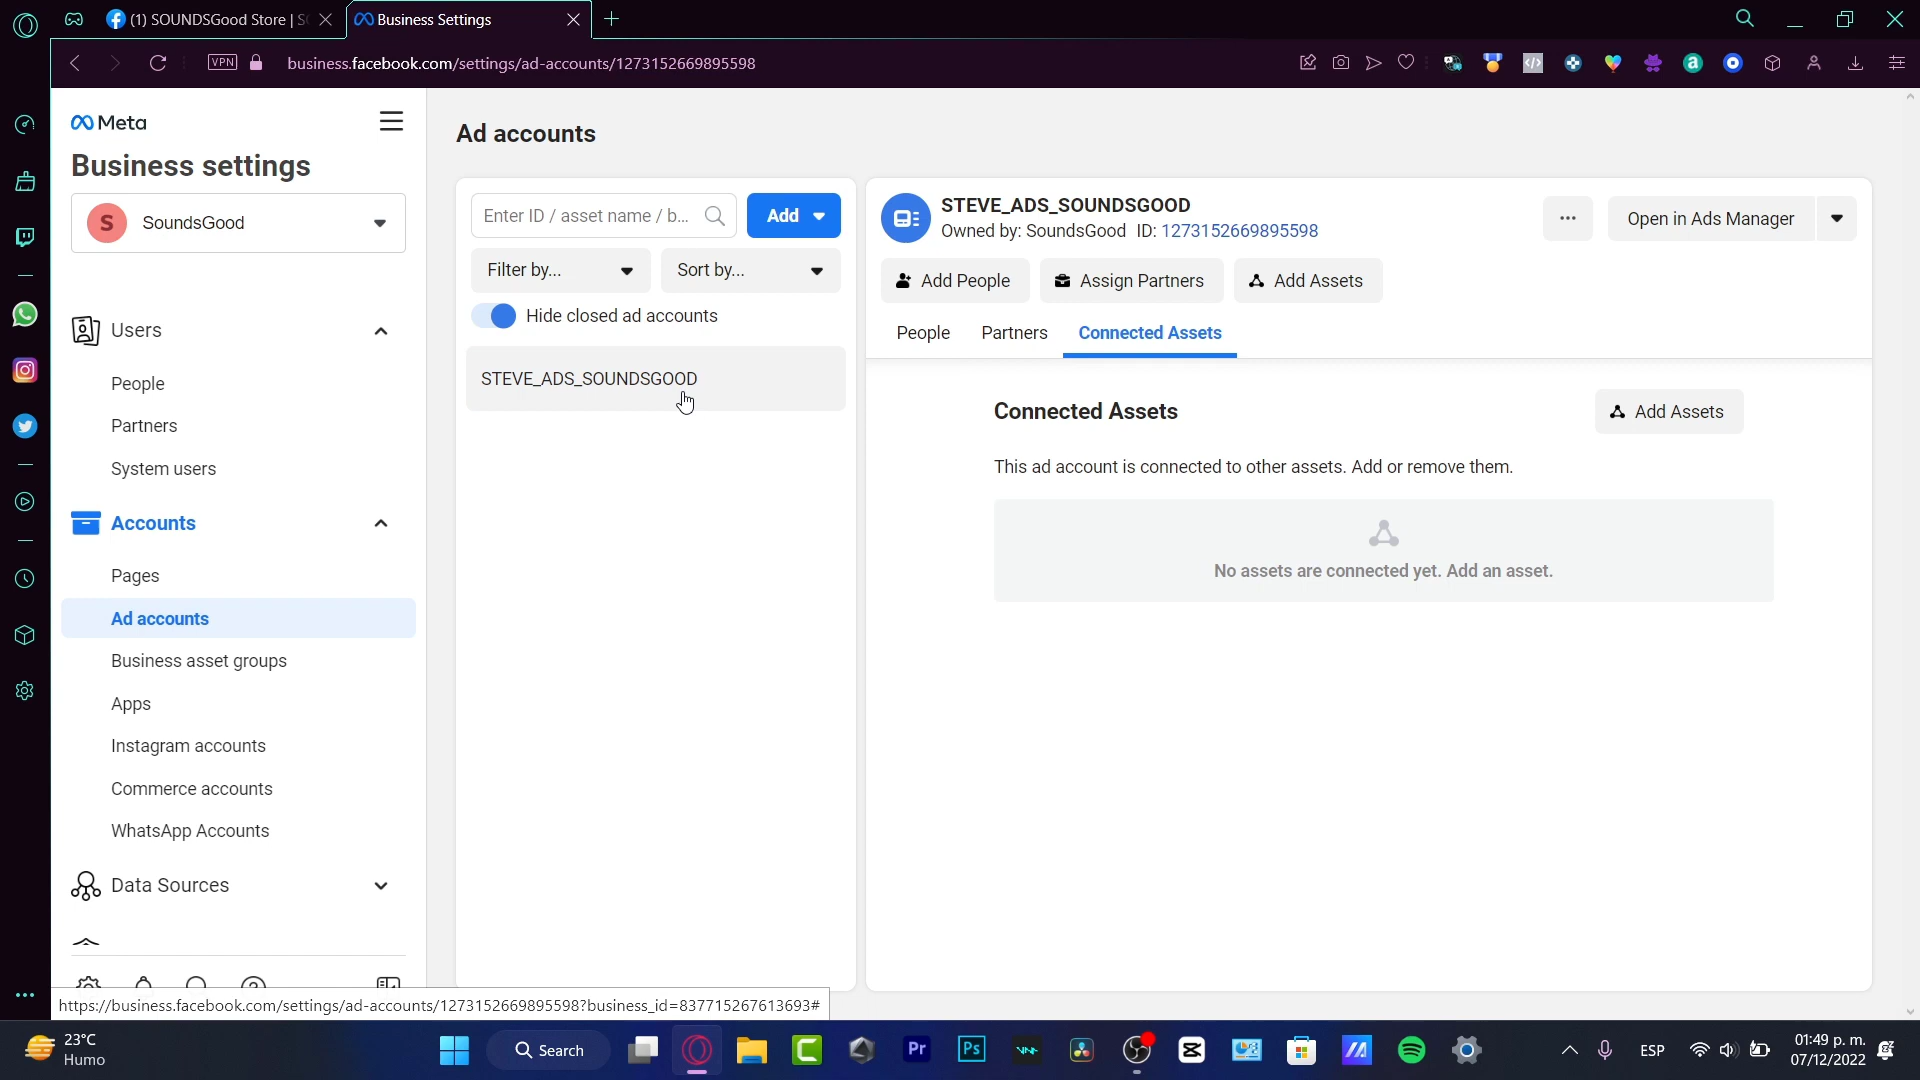 (1) SOUNDSGood Store | S
Business Settings
VPN
business.facebook.com/settings/ad-accounts/1273152669895598
Meta
Business settings
S
SoundsGood
Users
People
Partners
System users
Accounts
Pages
Ad accounts
Business asset groups
Apps
Instagram accounts
Commerce accounts
WhatsApp Accounts
Data Sources
Ad accounts
Enter ID / asset name / b...
Add
Filter by...
Sort by...
Hide closed ad accounts
STEVE_ADS_SOUNDSGOOD
STEVE_ADS_SOUNDSGOOD
Owned by: SoundsGood ID: 1273152669895598
Open in Ads Manager
Add People
Assign Partners
Add Assets
People
Partners
Connected Assets
Connected Assets
Add Assets
This ad account is connected to other assets. Add or remove them.
No assets are connected yet. Add an asset.
https://business.facebook.com/settings/ad-accounts/1273152669895598?business_id=837715267613693#
23°C
Humo
Search
Pr
Ps
ESP
01:49 p. m.
07/12/2022